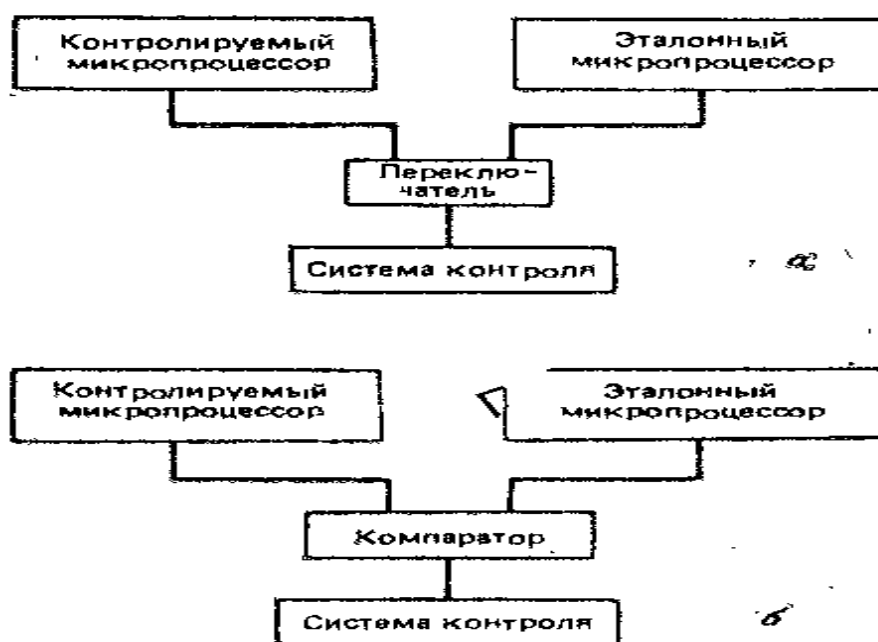 Контролируемый
микропроцессор
Эталонный
микропроцессор
Переклю-
чатель
Система контроля
а
Контролируемый
микропроцессор
Эталонный
микропроцессор
Компаратор
Система контроля
б